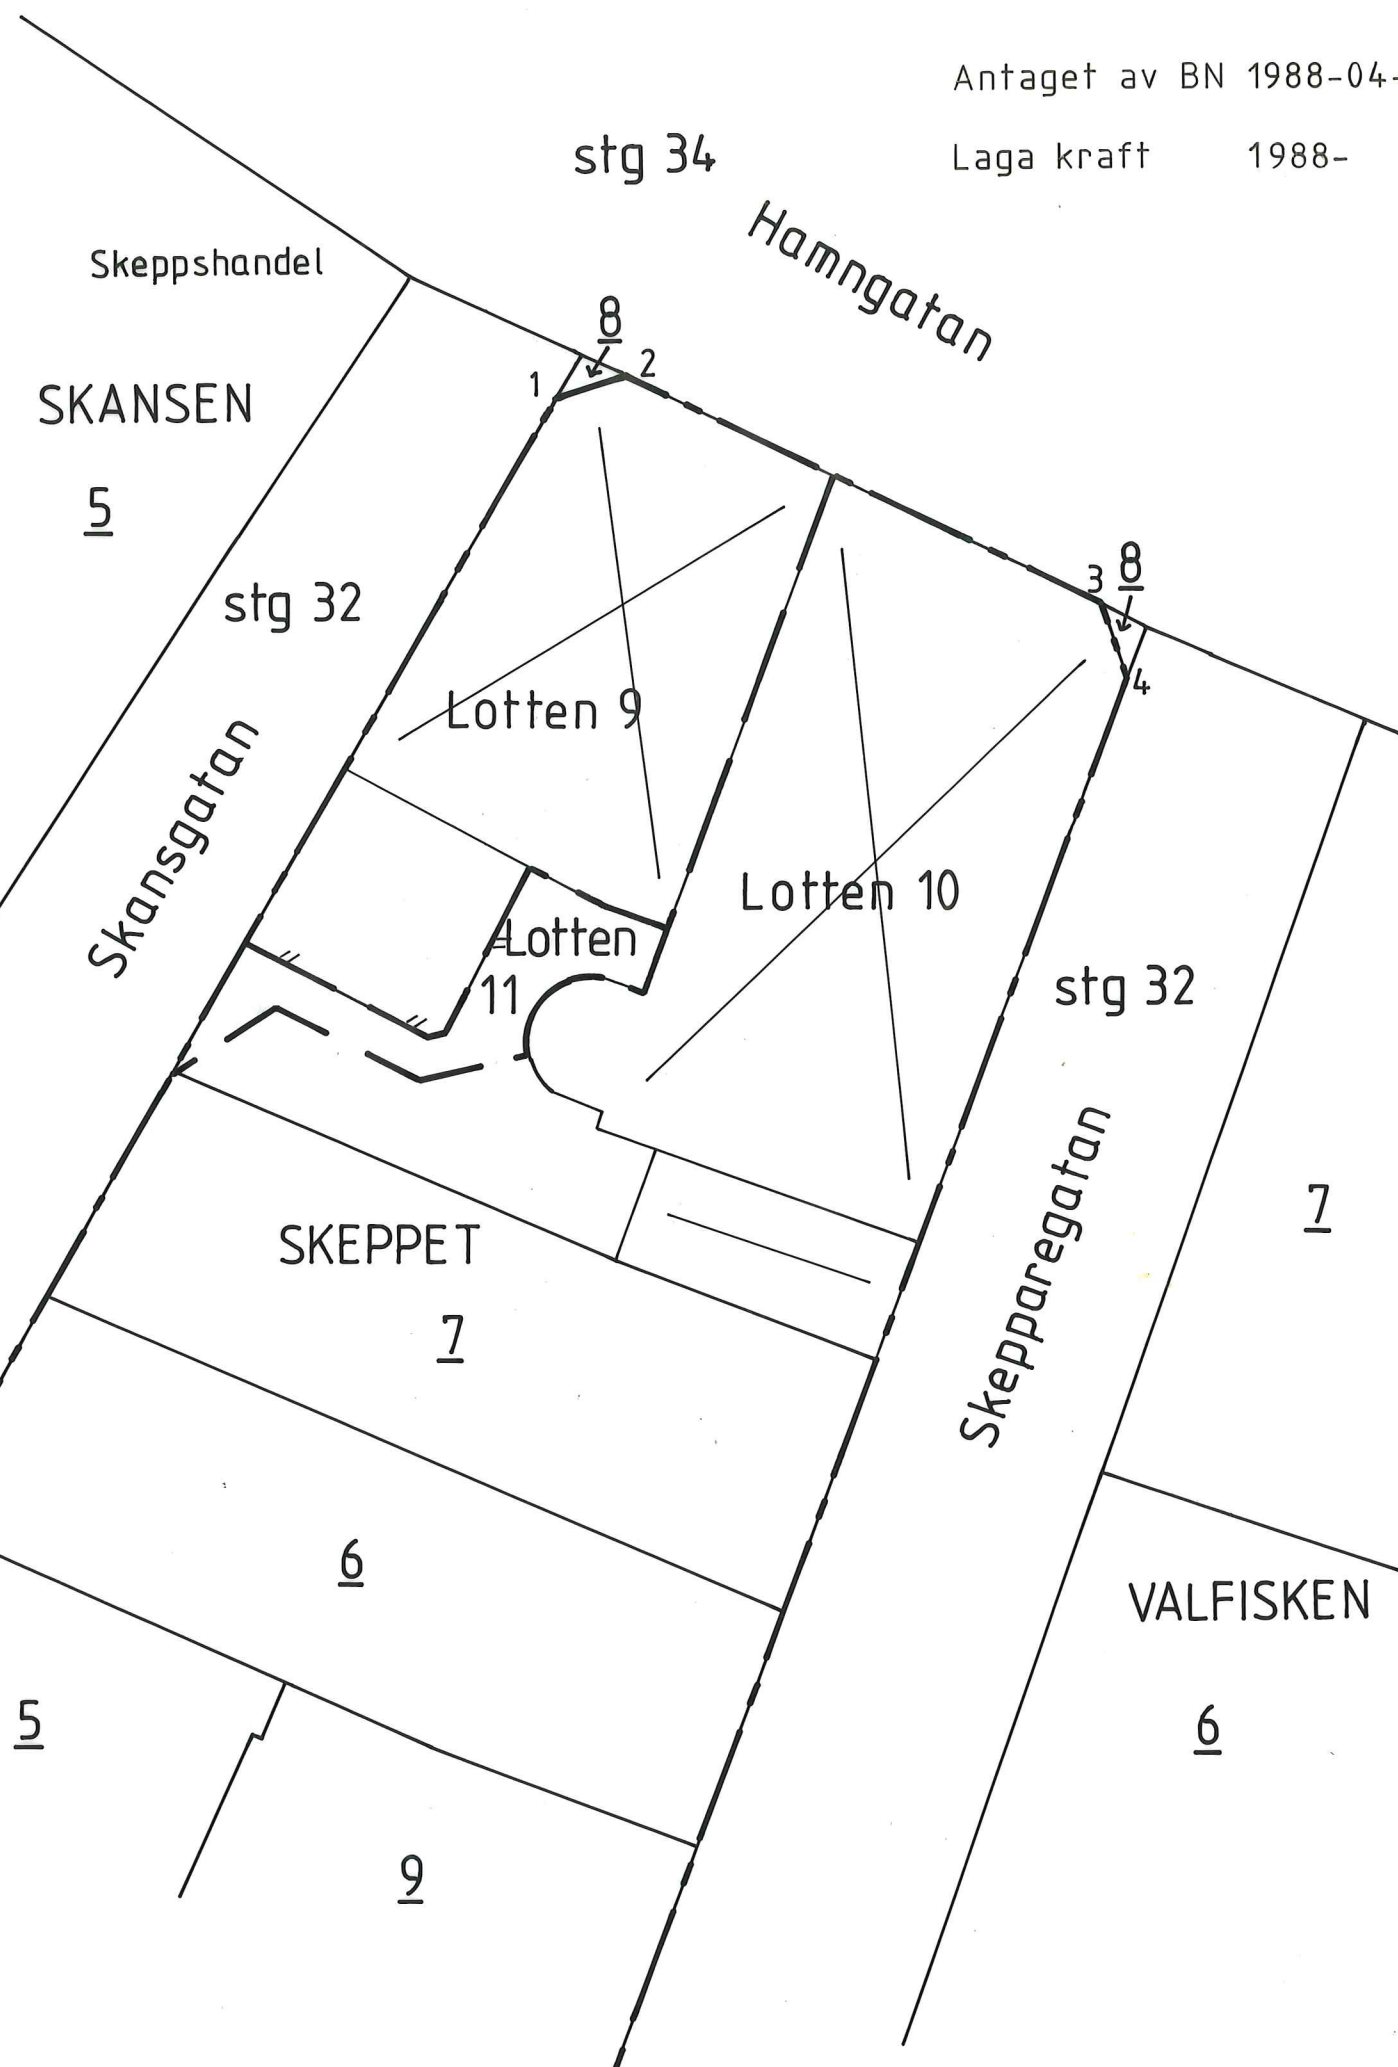 Antaget av BN 1988-04-
stg 34
Laga kraft 1988-
Hamngatan
Skeppshandel
8
1 2
SKANSEN
5
3 8
stg 32
4
Lotten 9
Skansgatan
Lotten 10
Lotten
11
stg 32
Skepparegatan
7
SKEPPET
7
6
VALFISKEN
5
6
9